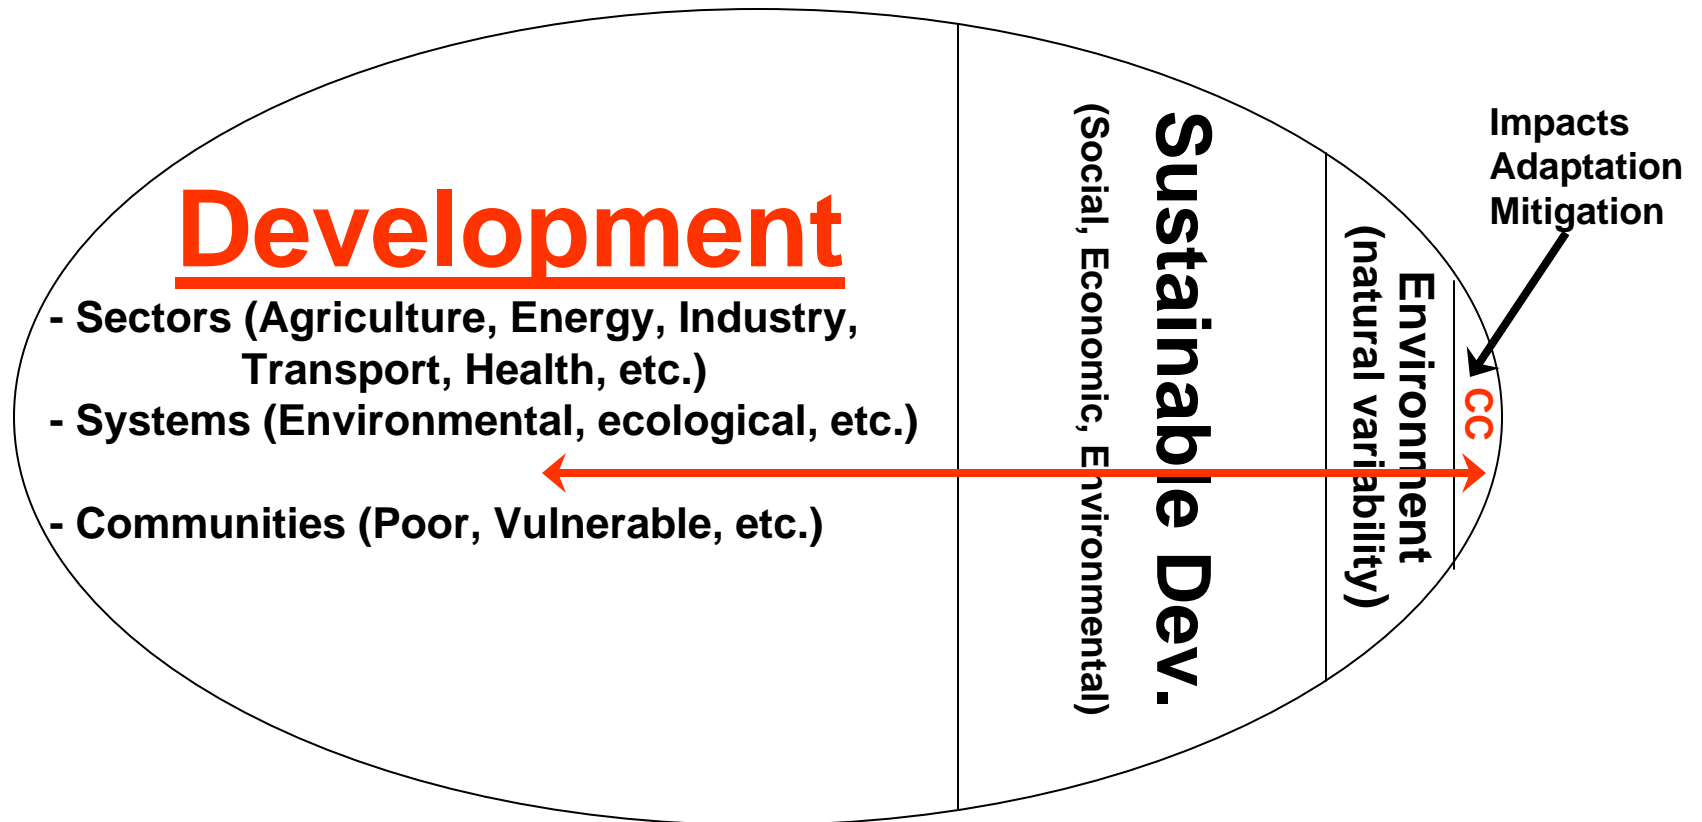 Development
- Sectors (Agriculture, Energy, Industry,
Transport, Health, etc.)
- Systems (Environmental, ecological, etc.)
- Communities (Poor, Vulnerable, etc.)
Sustainable Dev.
(Social, Economic, Environmental)
Environment
(natural variability)
CC
Impacts
Adaptation
Mitigation